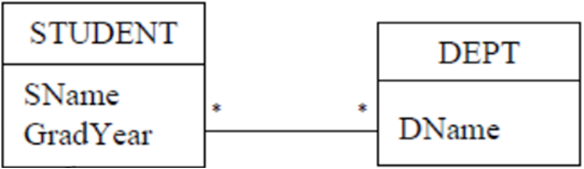 STUDENT
SName
GradYear
*
*
DEPT
DName